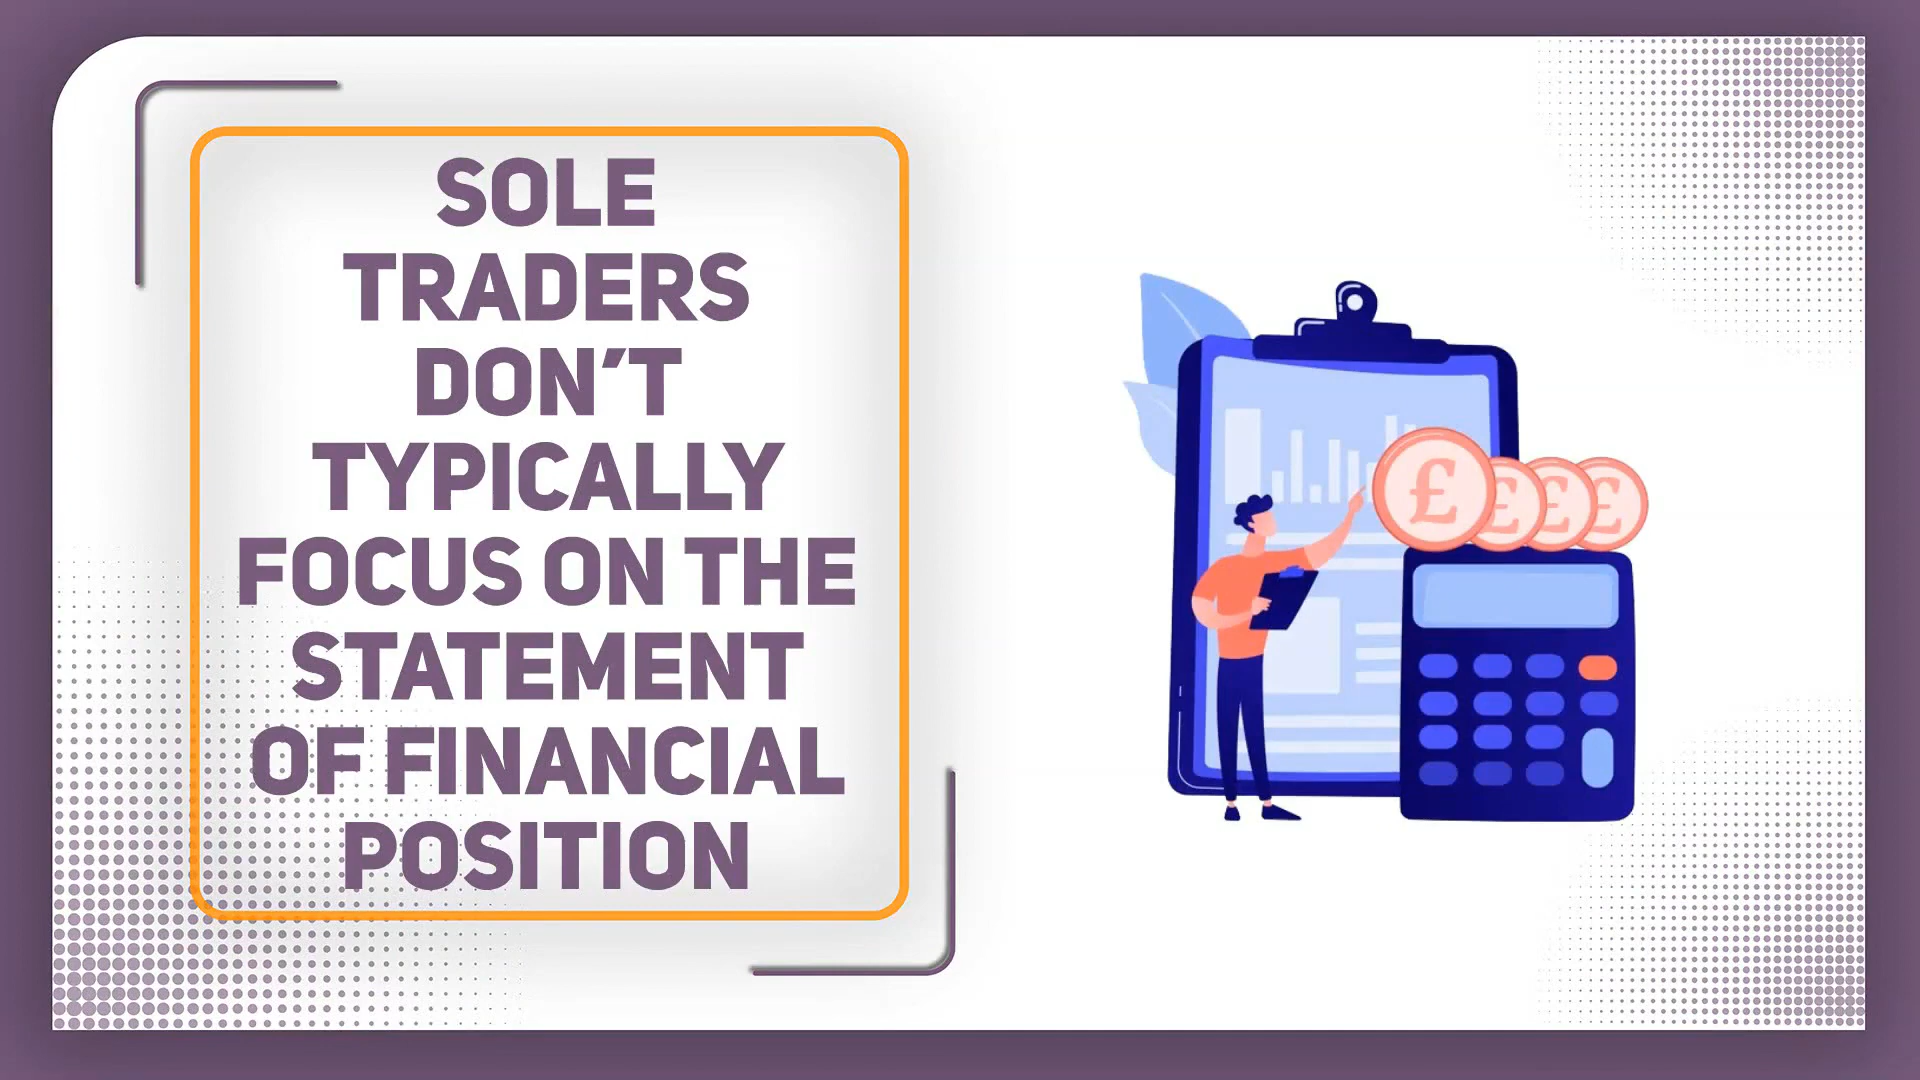 SOLE
TRADERS
DON’T
TYPICALLY
FOCUS ON THE
STATEMENT
OF FINANCIAL
POSITION
£ £ £ £